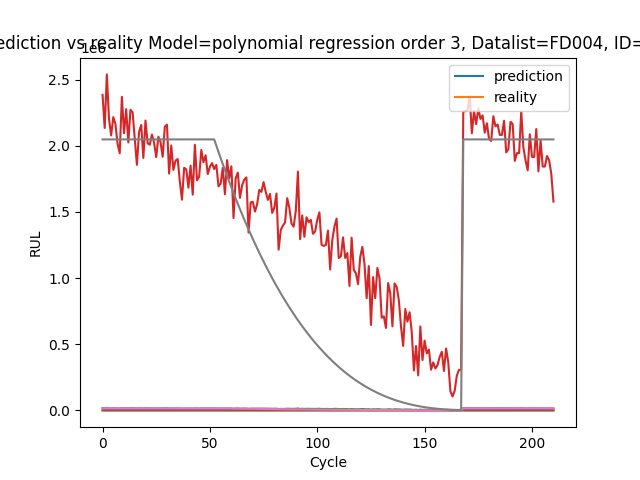 ediction vs reality Model=polynomial regression order 3, Datalist=FD004, ID=
1e6
prediction
reality
2.5
2.0
1.5
1.0
0.5
0.0
RUL
0 50 100 150 200
Cycle